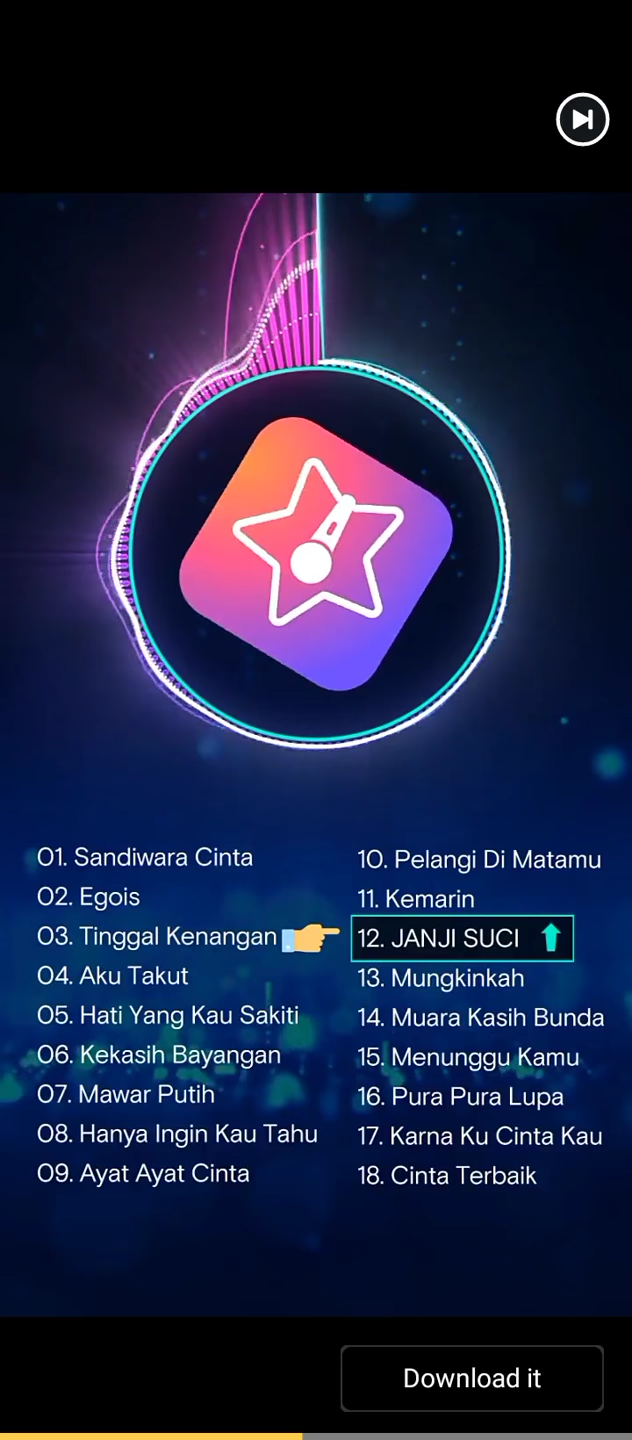 01. Sandiwara Cinta
02. Egois
03. Tinggal Kenangan
04. Aku Takut
05. Hati Yang Kau Sakiti
06. Kekasih Bayangan
07. Mawar Putih
08. Hanya Ingin Kau Tahu
09. Ayat Ayat Cinta
10. Pelangi Di Matamu
11. Kemarin
12. JANJI SUCI
13. Mungkinkah
14. Muara Kasih Bunda
15. Menunggu Kamu
16. Pura Pura Lupa
17. Karna Ku Cinta Kau
18. Cinta Terbaik
Download it